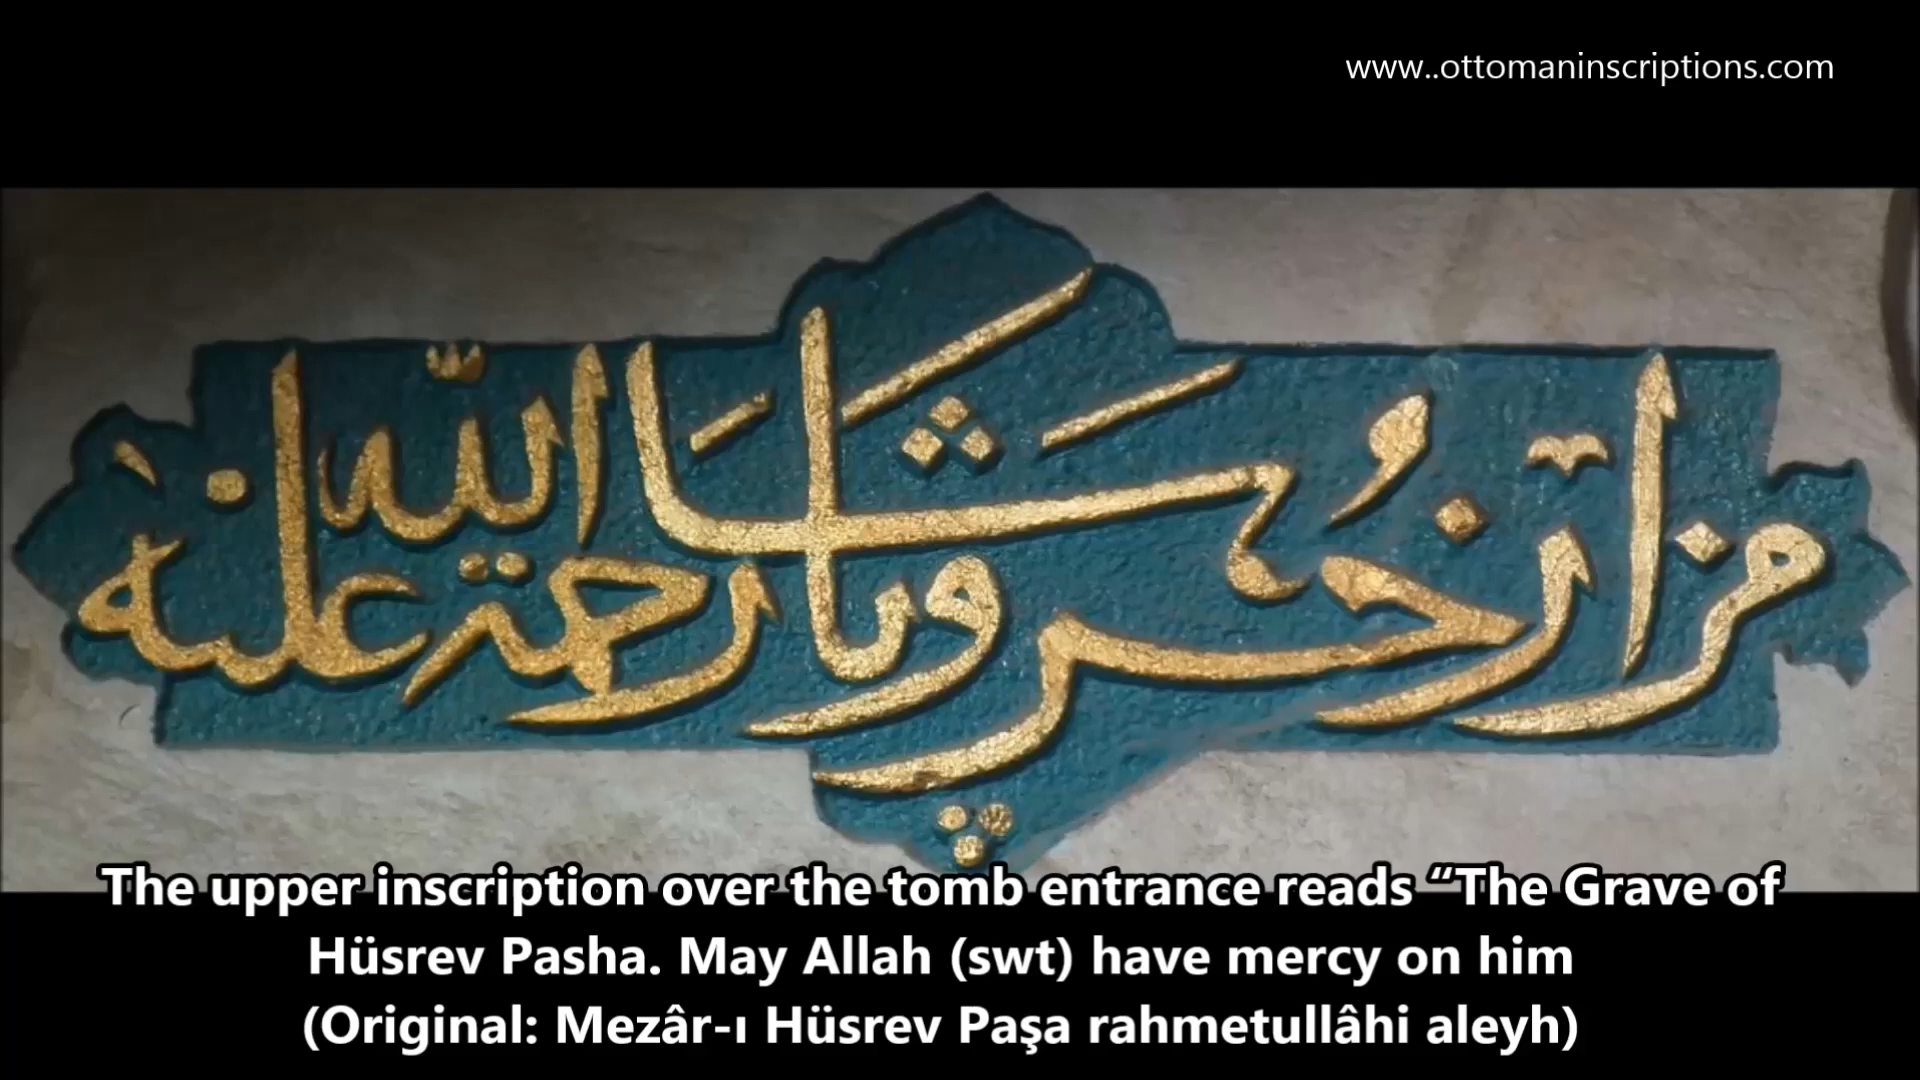 www..ottomaninscriptions.com
مزار خسرو پاشا رحمة الله عليه
The upper inscription over the tomb entrance reads “The Grave of
Hüsrev Pasha. May Allah (swt) have mercy on him
(Original: Mezâr-ı Hüsrev Paşa rahmetullâhi aleyh)